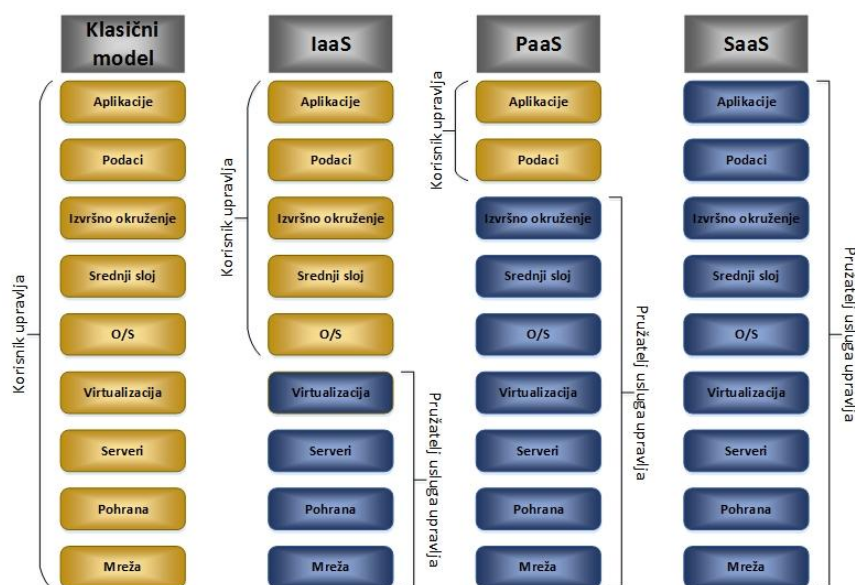 Klasični
model
Korisnik upravlja
Aplikacije
Podaci
Izvršno okruženje
Srednji sloj
O/S
Virtualizacija
Serveri
Pohrana
Mreža
IaaS
Korisnik upravlja
Aplikacije
Podaci
Izvršno okruženje
Srednji sloj
O/S
Virtualizacija
Serveri
Pohrana
Mreža
Pružatelj usluga upravlja
PaaS
Korisnik upravlja
Aplikacije
Podaci
Izvršno okruženje
Srednji sloj
O/S
Virtualizacija
Serveri
Pohrana
Mreža
Pružatelj usluga upravlja
SaaS
Aplikacije
Podaci
Izvršno okruženje
Srednji sloj
O/S
Virtualizacija
Serveri
Pohrana
Mreža
Pružatelj usluga upravlja